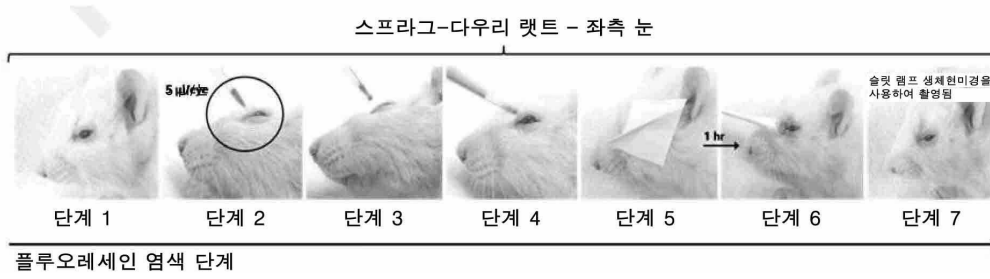 스프라그-다우리 랫트 - 좌측 눈
슬릿 램프 생체현미경을
사용하여 촬영됨
5 µl/eye
1 hr
단계 1
단계 2
단계 3
단계 4
단계 5
단계 6
단계 7
플루오레세인 염색 단계